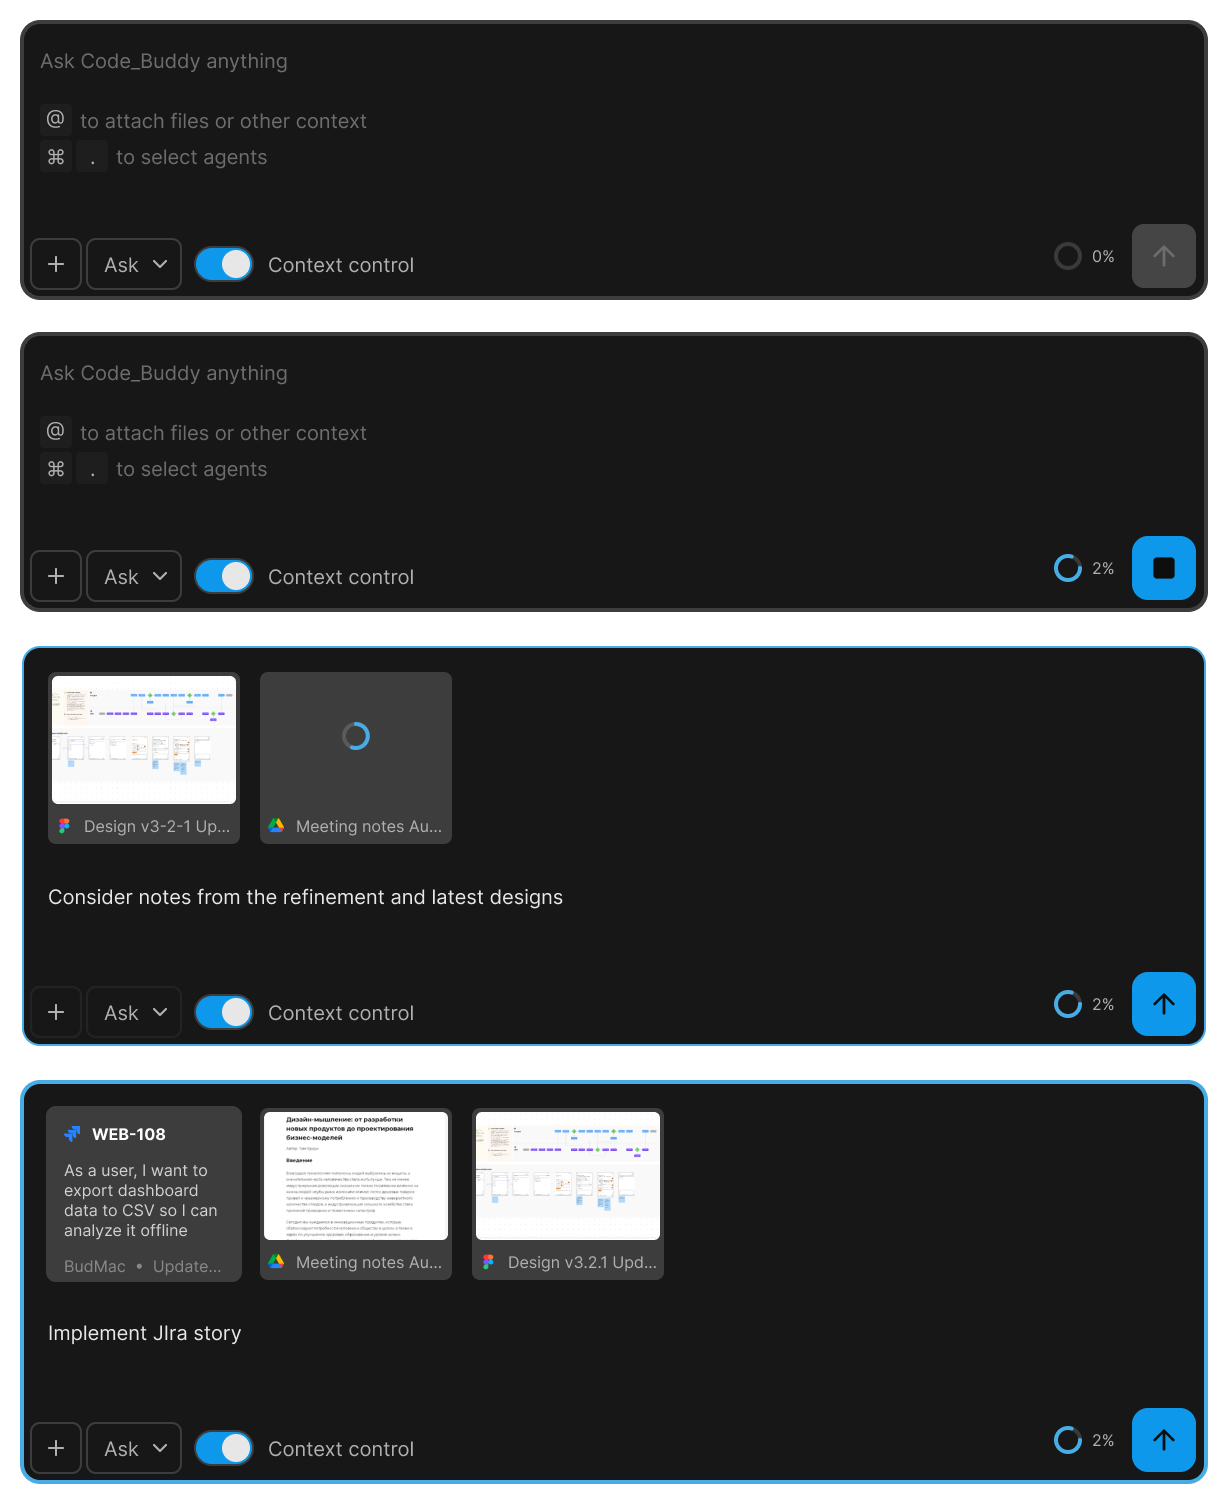 Ask Code_Buddy anything
@ to attach files or other context
⌘ . to select agents
Ask
Context control
0%
Ask Code_Buddy anything
@ to attach files or other context
⌘ . to select agents
Ask
Context control
2%
Design v3-2-1 Up...
Meeting notes Au...
Consider notes from the refinement and latest designs
Ask
Context control
2%
WEB-108
As a user, I want to
export dashboard
data to CSV so I can
analyze it offline
BudMac • Update...
Дизайн-мышление: от разработки
новых продуктов до проектирования
бизнес-моделей
Введение
Meeting notes Au...
Design v3.2.1 Upd...
Implement JIra story
Ask
Context control
2%